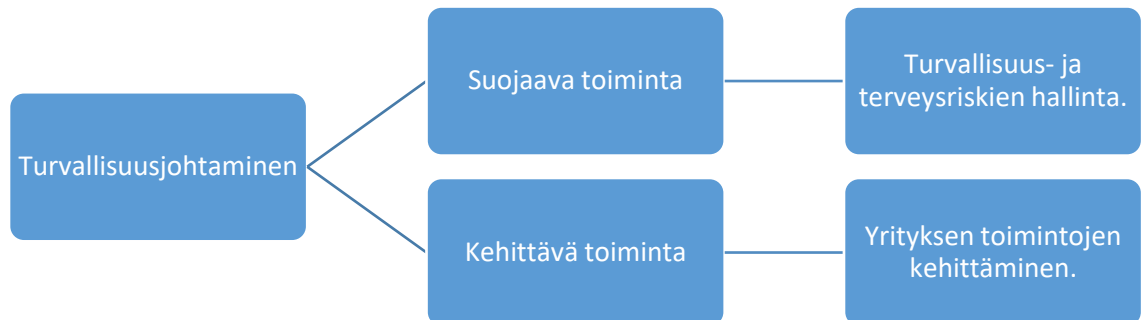 Turvallisuusjohtaminen
Suojaava toiminta
Turvallisuus- ja
terveysriskien hallinta.
Kehittävä toiminta
Yrityksen toimintojen
kehittäminen.